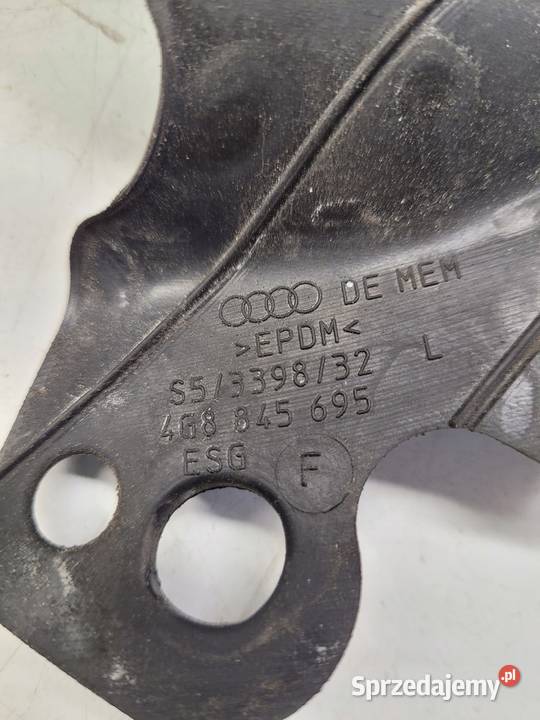 DE MEM
>EPDM<
S5/3398/32 L
4G8 845 695
ESG F
Sprzedajemy.pl